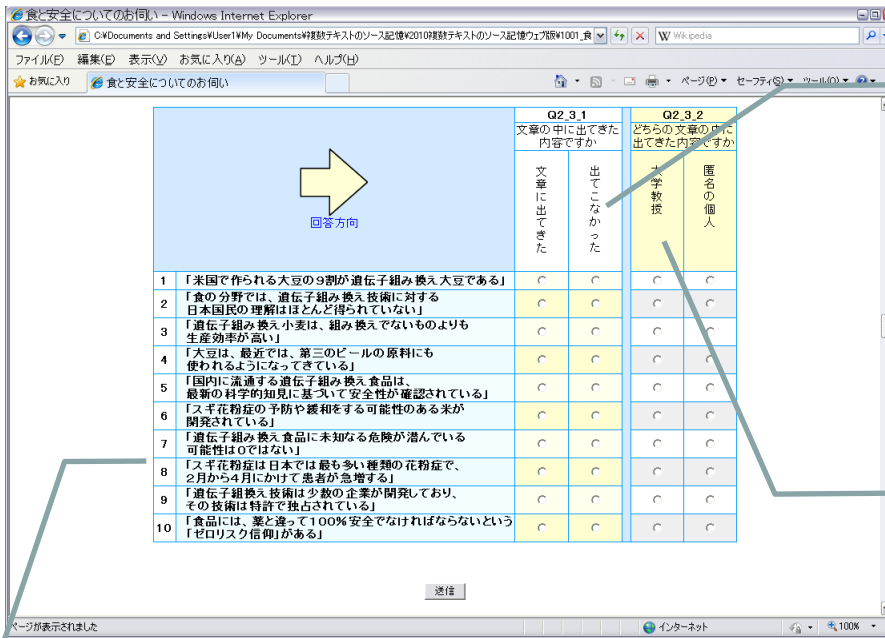 食と安全についてのお伺い - Windows Internet Explorer
C:¥Documents and Settings¥User1¥My Documents¥複数テキストのソース記憶¥2010複数テキストのソース記憶ウェブ版¥1001_食
Wikipedia
ファイル(F) 編集(E) 表示(V) お気に入り(A) ツール(T) ヘルプ(H)
お気に入り 食と安全についてのお伺い ページ(P) セーフティ(S) ツール(O)
Q2_3_1
文章の中に出てきた
内容ですか
Q2_3_2
どちらの文章の中に
出てきた内容ですか
文章に出てきた
出てこなかった
大学教授
匿名の個人
回答方向
1 「米国で作られる大豆の9割が遺伝子組み換え大豆である」
2 「食の分野では、遺伝子組み換え技術に対する
日本国民の理解はほとんど得られていない」
3 「遺伝子組み換え小麦は、組み換えでないものよりも
生産効率が高い」
4 「大豆は、最近では、第三のビールの原料にも
使われるようになってきている」
5 「国内に流通する遺伝子組み換え食品は、
最新の科学的知見に基づいて安全性が確認されている」
6 「スギ花粉症の予防や緩和をする可能性のある米が
開発されている」
7 「遺伝子組み換え食品に未知なる危険が潜んでいる
可能性は0ではない」
8 「スギ花粉症は日本では最も多い種類の花粉症で、
2月から4月にかけて患者が急増する」
9 「遺伝子組換え技術は少数の企業が開発しており、
その技術は特許で独占されている」
10 「食品には、薬と違って100%安全でなければならないという
「ゼロリスク信仰」がある」
送信
ページが表示されました
インターネット
100%